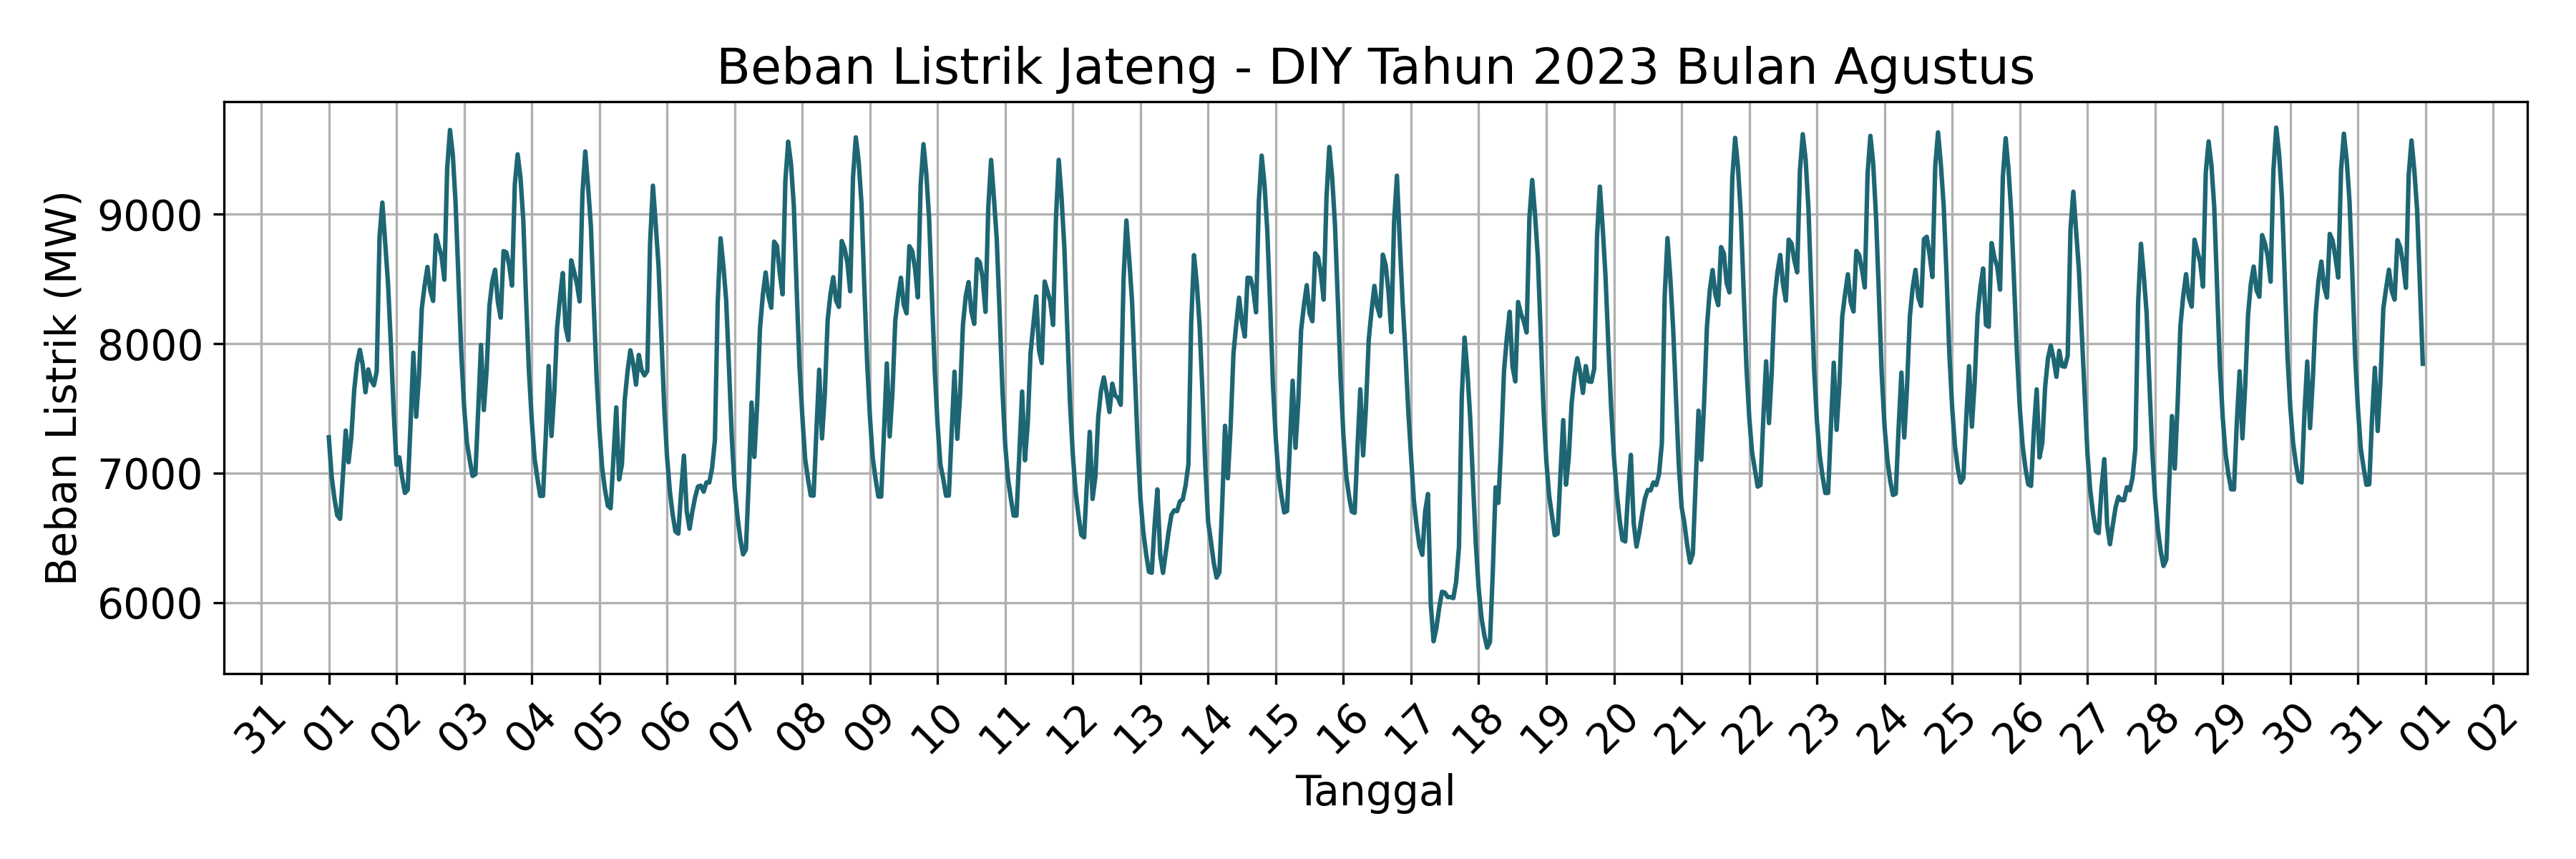 Beban Listrik Jateng - DIY Tahun 2023 Bulan Agustus
Beban Listrik (MW)
9000
8000
7000
6000
31 01 02 03 04 05 06 07 08 09 10 11 12 13 14 15 16 17 18 19 20 21 22 23 24 25 26 27 28 29 30 31 01 02
Tanggal